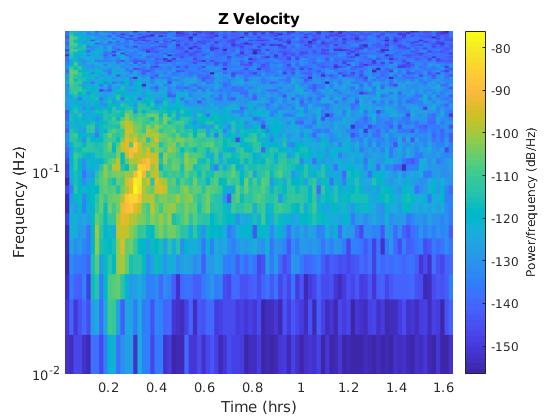 Z Velocity
Frequency (Hz)
10-1
10-2
0.2 0.4 0.6 0.8 1 1.2 1.4 1.6
Time (hrs)
-80
-90
-100
-110
-120
-130
-140
-150
Power/frequency (dB/Hz)